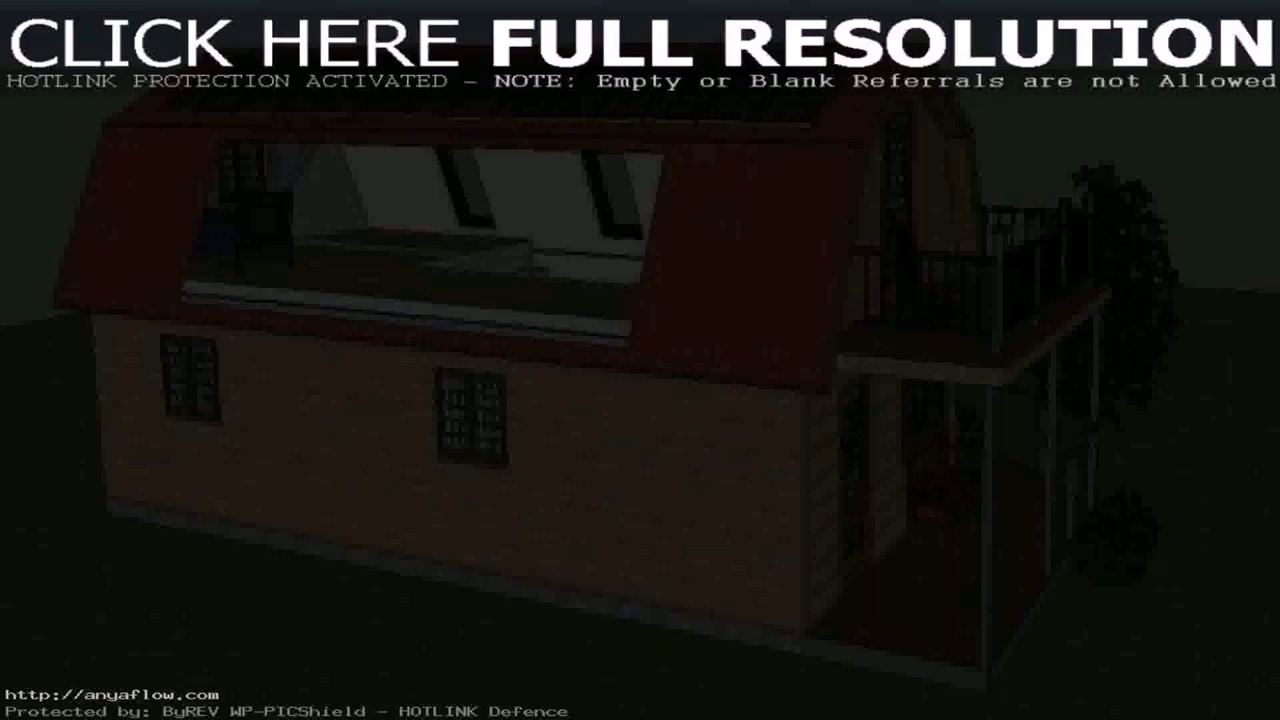 CLICK HERE FULL RESOLUTION
HOTLINK PROTECTION ACTIVATED - NOTE: Empty or Blank Referrals are not Allowed
http://anyaflow.com
Protected by: ByREV WP-PICShield - HOTLINK Defence